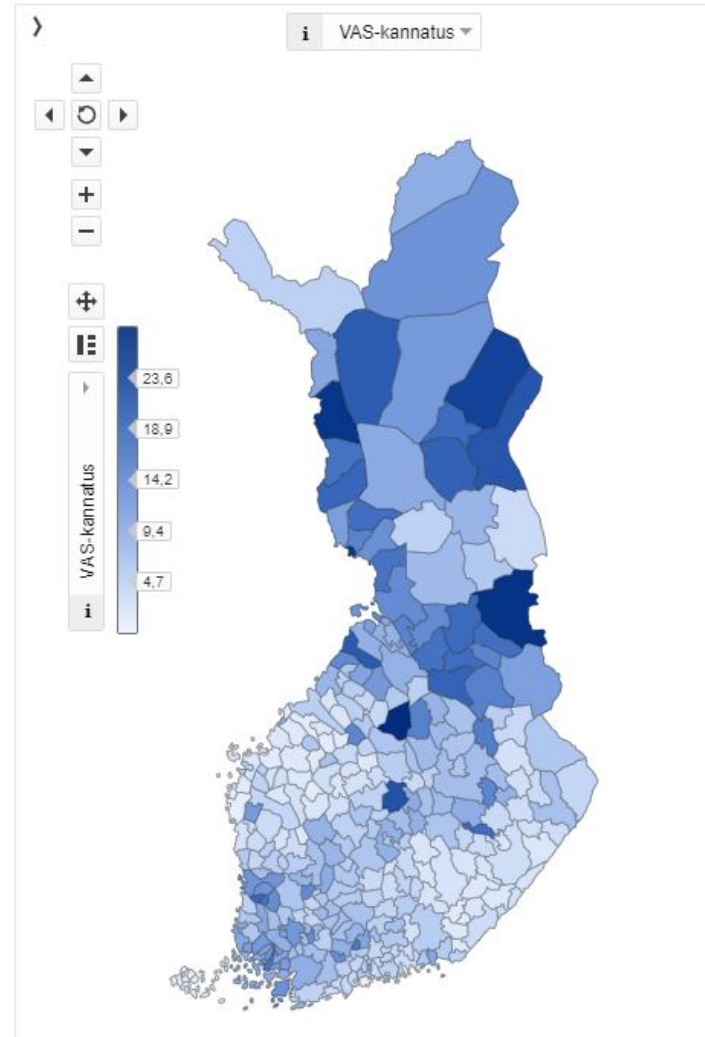 i VAS-kannatus
23,6
18,9
14,2
9,4
4,7
VAS-kannatus
i